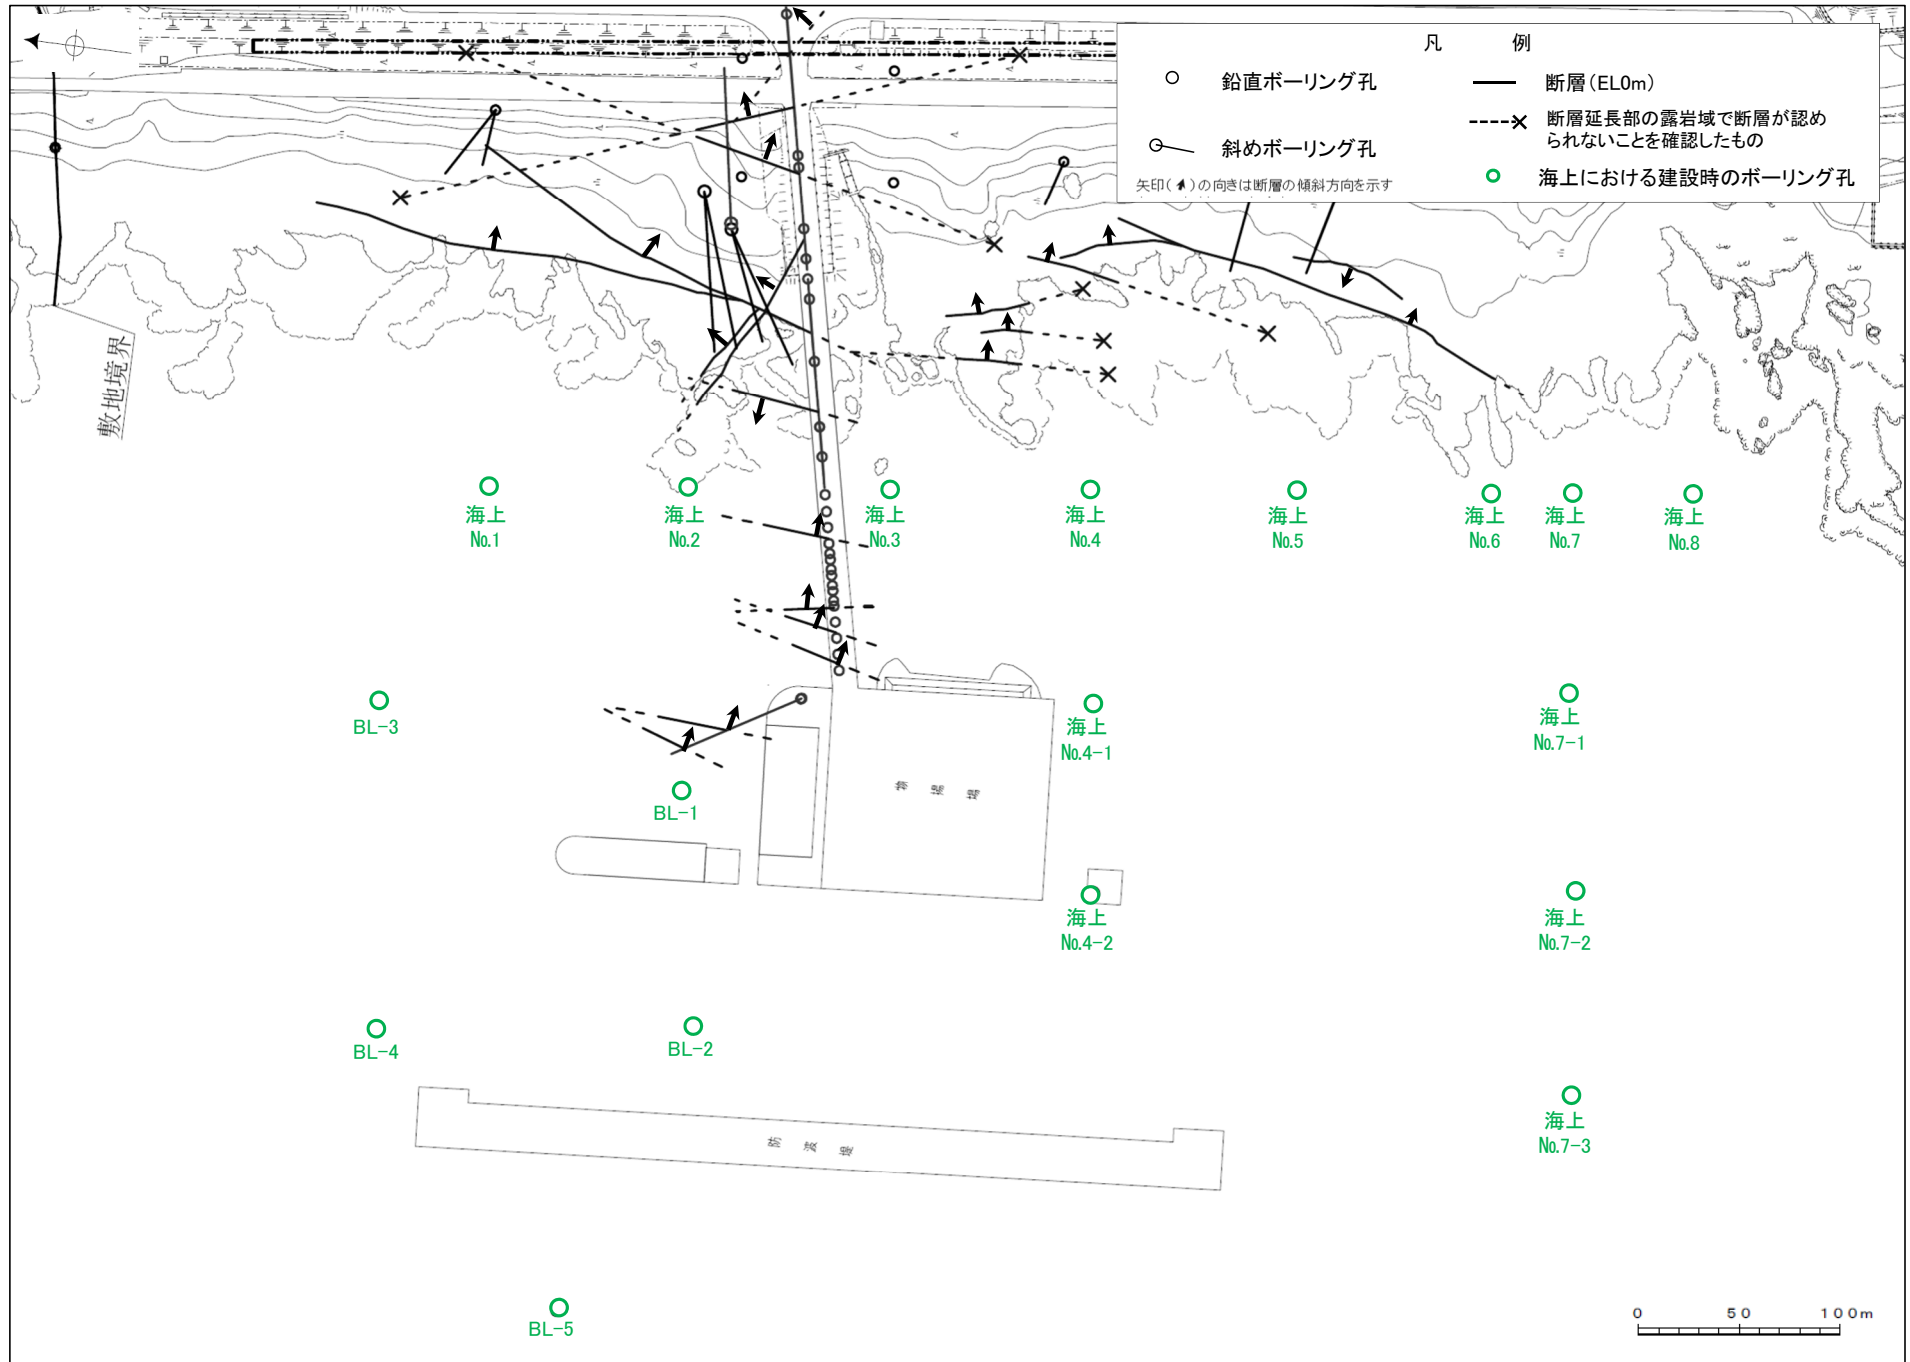 凡　例
鉛直ボーリング孔
断層(EL0m)
断層延長部の露岩域で断層が認め
られないことを確認したもの
斜めボーリング孔
矢印( )の向きは断層の傾斜方向を示す
海上における建設時のボーリング孔
敷地境界
海上
No.1
海上
No.2
海上
No.3
海上
No.4
海上
No.5
海上
No.6
海上
No.7
海上
No.8
BL-3
海上
No.4-1
海上
No.7-1
物揚場
BL-1
海上
No.4-2
海上
No.7-2
BL-4
BL-2
防波堤
海上
No.7-3
BL-5
0 50 100m